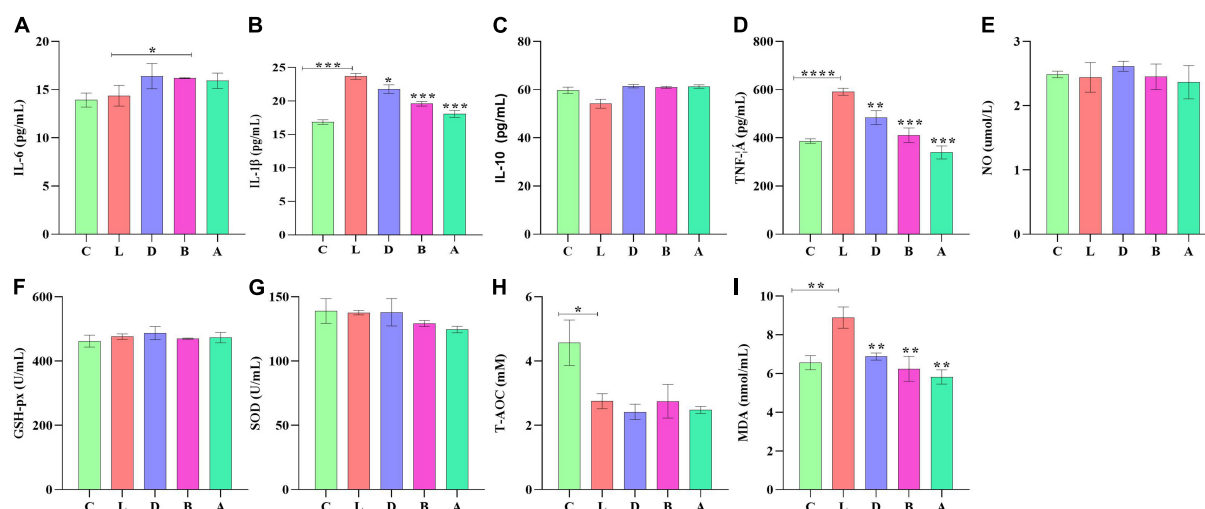 A
IL-6 (pg/mL)
20
15
10
5
0
*
C L D B A
B
IL-1β (pg/mL)
25
20
15
10
5
0
***
*
***
***
C L D B A
C
IL-10 (pg/mL)
80
60
40
20
0
C L D B A
D
TNF-¦Á (pg/mL)
800
600
400
200
0
****
**
***
***
C L D B A
E
NO (umol/L)
3
2
1
0
C L D B A
F
GSH-px (U/mL)
600
400
200
0
C L D B A
G
SOD (U/mL)
150
100
50
0
C L D B A
H
T-AOC (mM)
6
4
2
0
*
C L D B A
I
MDA (nmol/mL)
10
8
6
4
2
0
**
**
**
**
C L D B A